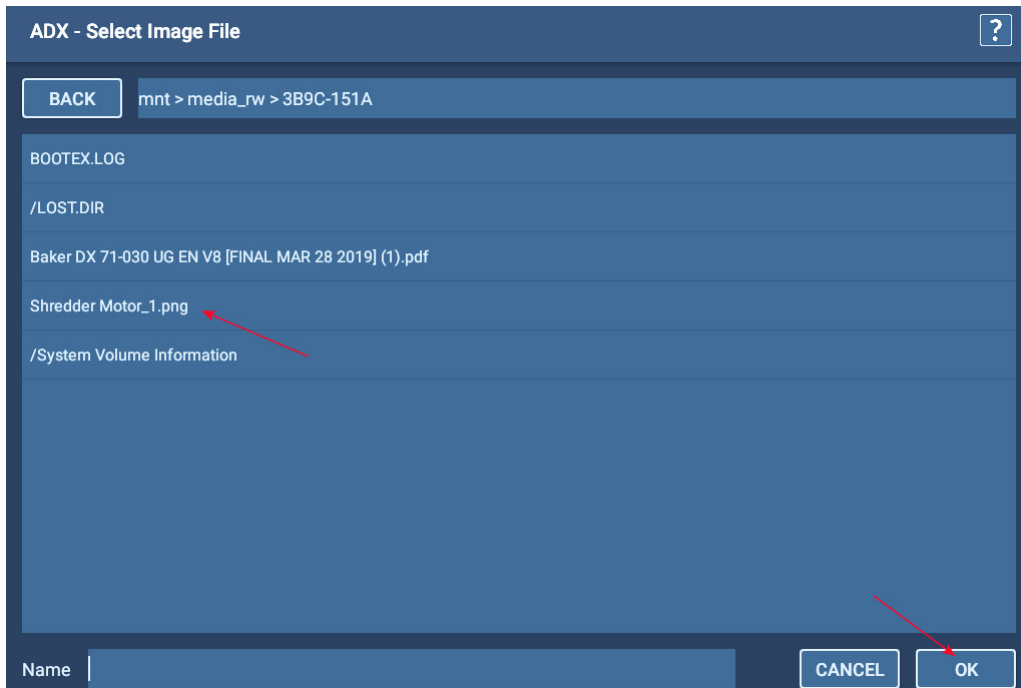 ADX - Select Image File
?
BACK
mnt > media_rw > 3B9C-151A
BOOTEX.LOG
/LOST.DIR
Baker DX 71-030 UG EN V8 [FINAL MAR 28 2019] (1).pdf
Shredder Motor_1.png
/System Volume Information
Name
CANCEL
OK